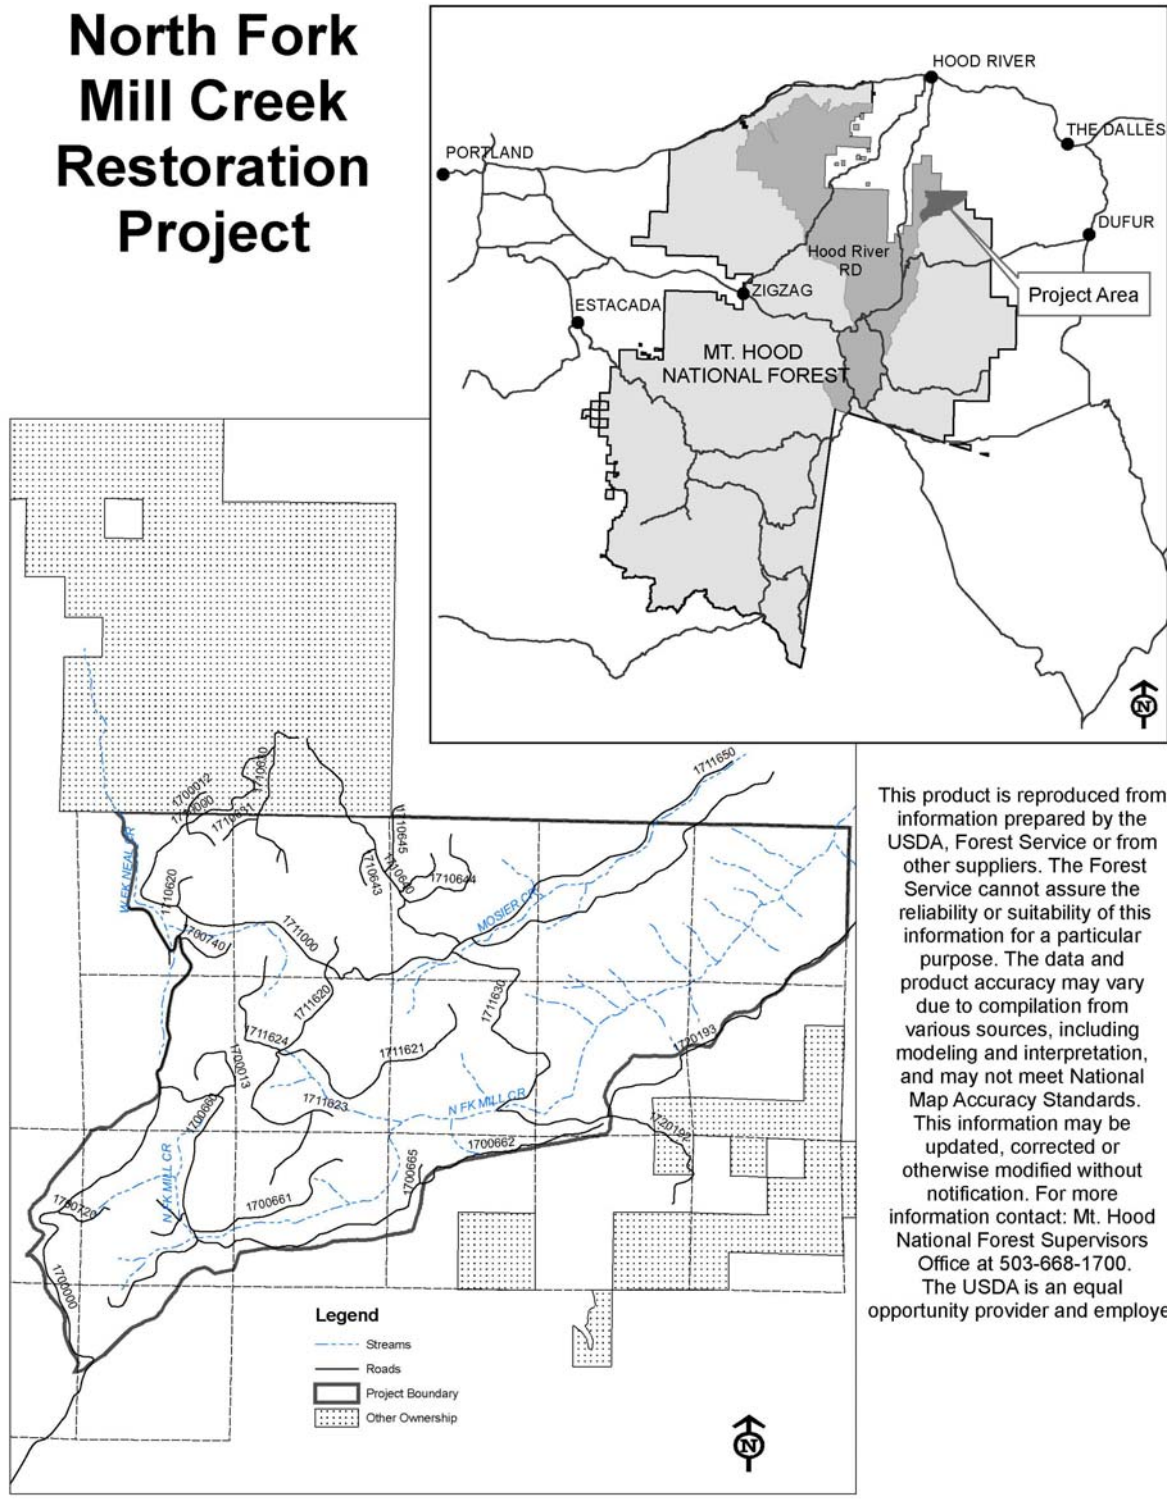 North Fork
Mill Creek
Restoration
Project
HOOD RIVER
THE DALLES
PORTLAND
DUFUR
Hood River
RD
Project Area
ZIGZAG
ESTACADA
MT. HOOD
NATIONAL FOREST
N
1711650
1710630
1700012
1710000
1710631
1710645
1710643
1710640
1710644
W FK NEAL CR
1710620
MOSIER CR
1711000
700740
1711620
1711630
1711624
1720193
1711621
1700013
1711623
N FK MILL CR
1700660
1720192
1700662
1700665
N FK MILL CR
1700661
1700720
1700000
Legend
Streams
Roads
Project Boundary
Other Ownership
N
This product is reproduced from
information prepared by the
USDA, Forest Service or from
other suppliers. The Forest
Service cannot assure the
reliability or suitability of this
information for a particular
purpose. The data and
product accuracy may vary
due to compilation from
various sources, including
modeling and interpretation,
and may not meet National
Map Accuracy Standards.
This information may be
updated, corrected or
otherwise modified without
notification. For more
information contact: Mt. Hood
National Forest Supervisors
Office at 503-668-1700.
The USDA is an equal
opportunity provider and employe